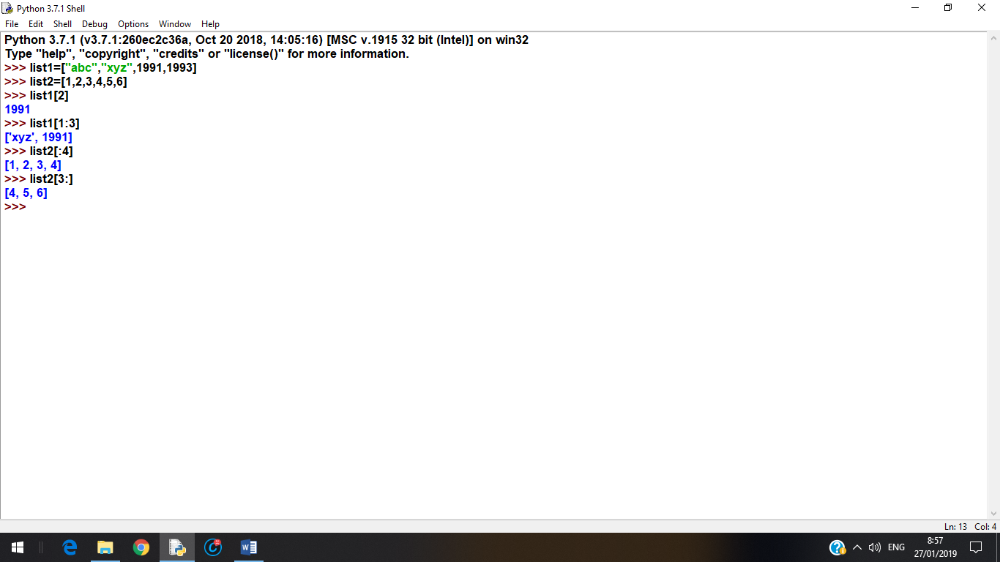 Python 3.7.1 Shell
File Edit Shell Debug Options Window Help
Python 3.7.1 (v3.7.1:260ec2c36a, Oct 20 2018, 14:05:16) [MSC v.1915 32 bit (Intel)] on win32
Type "help", "copyright", "credits" or "license()" for more information.
>>> list1=["abc","xyz",1991,1993]
>>> list2=[1,2,3,4,5,6]
>>> list1[2]
1991
>>> list1[1:3]
['xyz', 1991]
>>> list2[:4]
[1, 2, 3, 4]
>>> list2[3:]
[4, 5, 6]
>>>
Ln: 13 Col: 4
ENG
8:57
27/01/2019